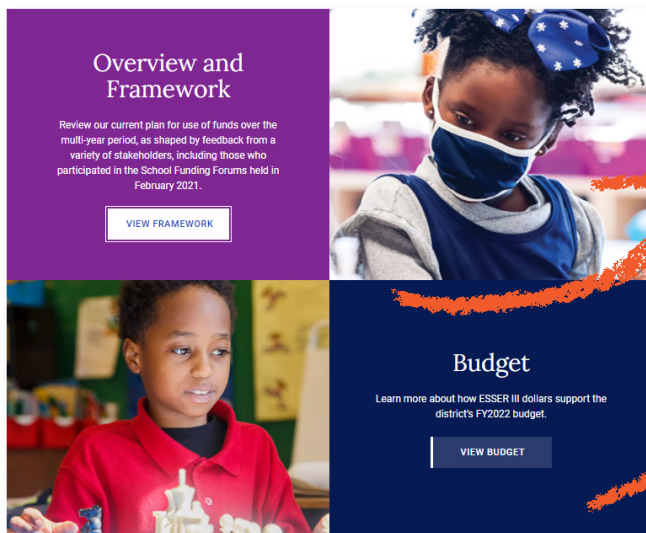 Overview and
Framework
Review our current plan for use of funds over the
multi-year period, as shaped by feedback from a
variety of stakeholders, including those who
participated in the School Funding Forums held in
February 2021.
VIEW FRAMEWORK
Budget
Learn more about how ESSER III dollars support the
district's FY2022 budget.
VIEW BUDGET